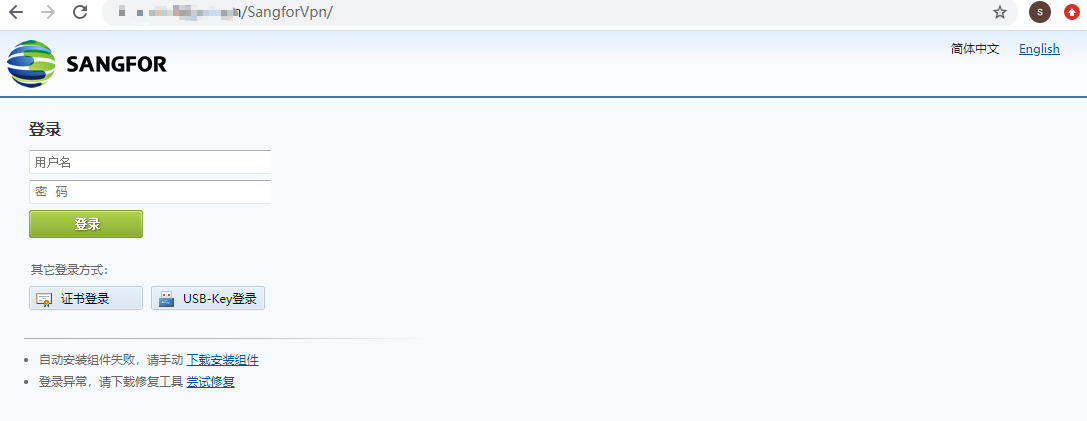 /SangforVpn/
S
SANGFOR
简体中文 English
登录
用户名
密 码
登录
其它登录方式：
证书登录 USB-Key登录
自动安装组件失败，请手动 下载安装组件
登录异常，请下载修复工具 尝试修复